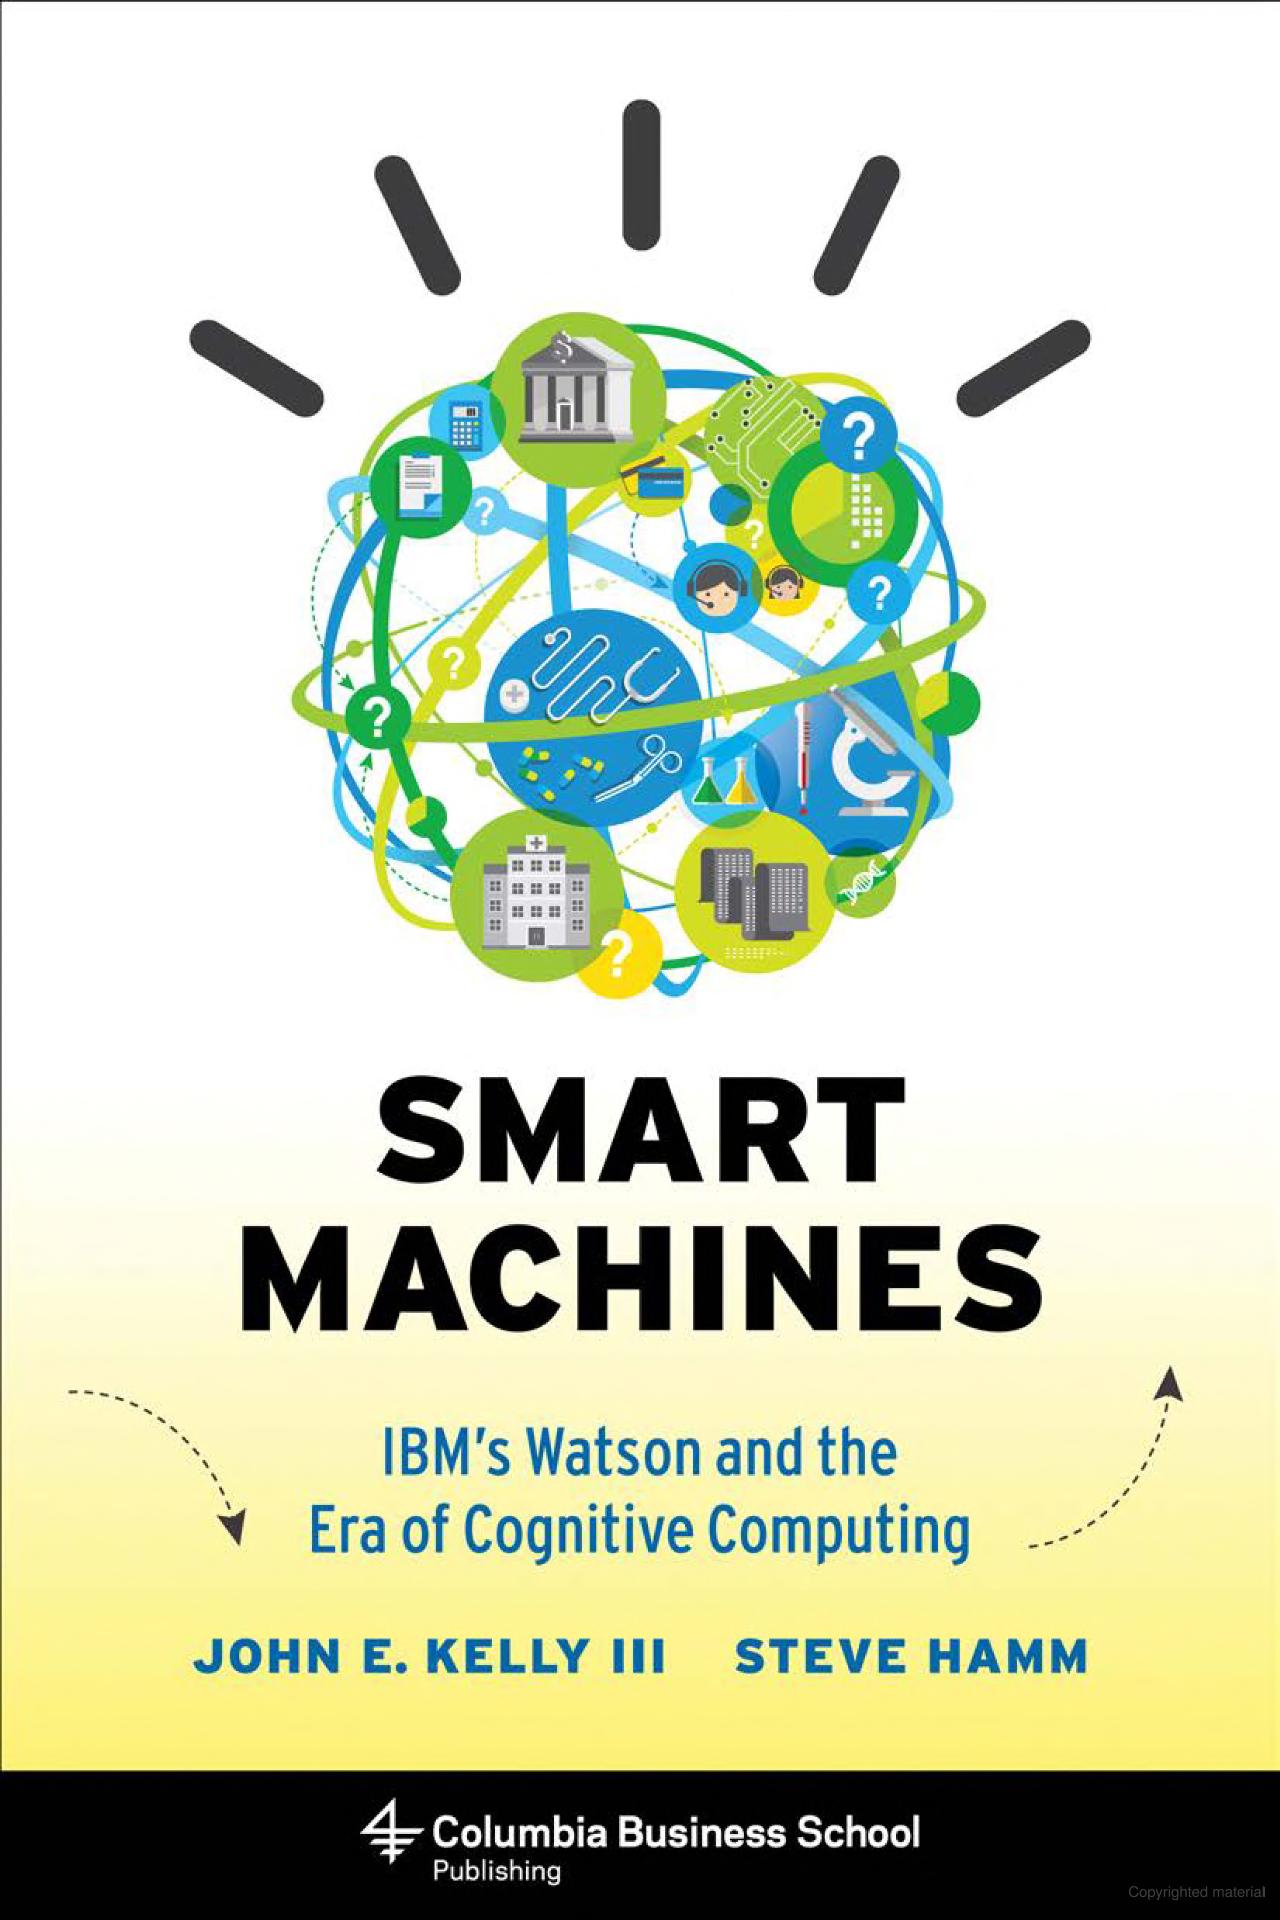 $
?
?
?
?
?
?
?
SMART
MACHINES
IBM's Watson and the
Era of Cognitive Computing
JOHN E. KELLY III STEVE HAMM
Columbia Business School
Publishing
Copyrighted material